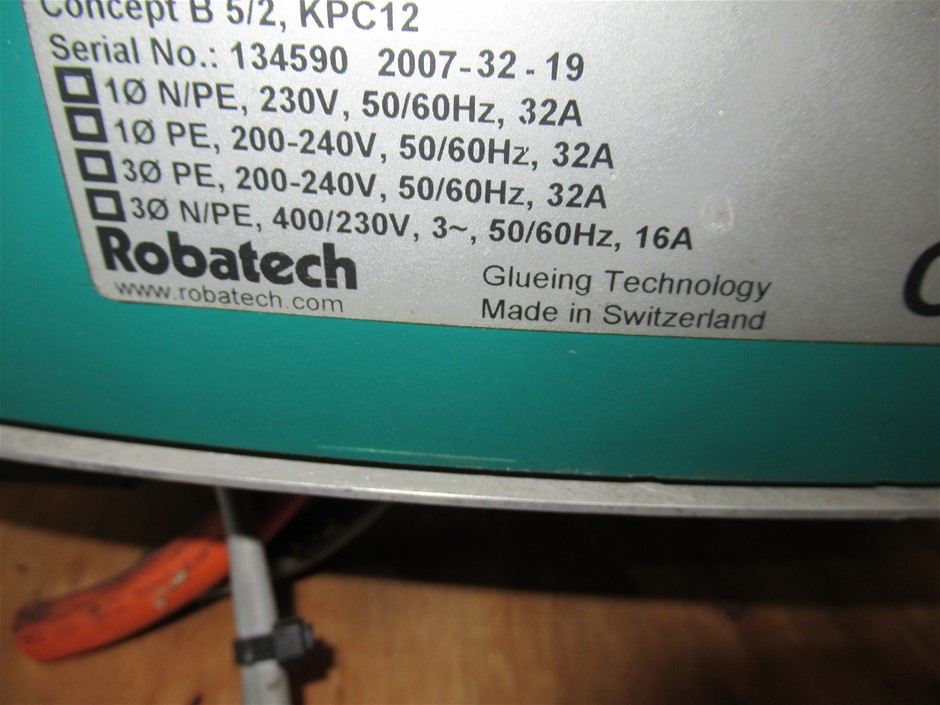 Concept B 5/2, KPC12
Serial No.: 134590 2007-32-19
1Ø N/PE, 230V, 50/60Hz, 32A
1Ø PE, 200-240V, 50/60Hz, 32A
3Ø PE, 200-240V, 50/60Hz, 32A
3Ø N/PE, 400/230V, 3~, 50/60Hz, 16A
Robatech
www.robatech.com
Glueing Technology
Made in Switzerland